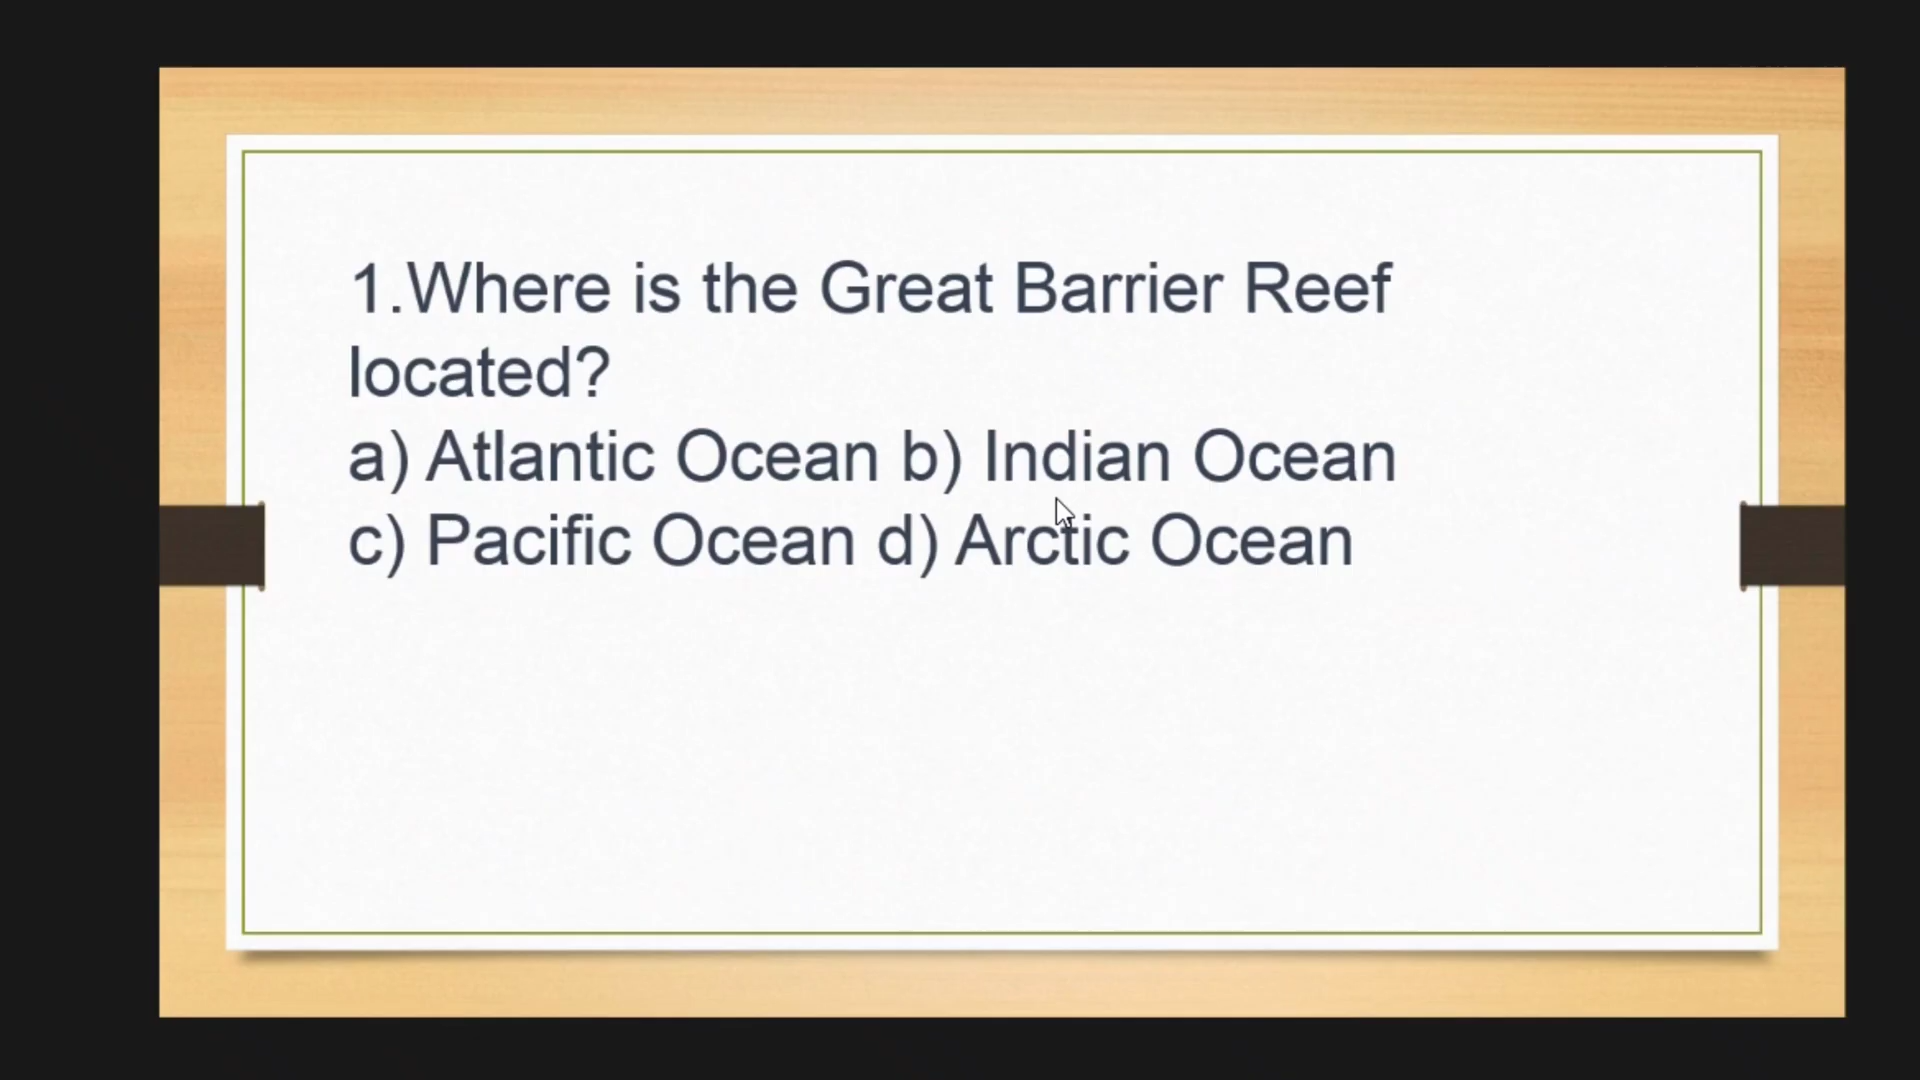 1.Where is the Great Barrier Reef
located?
a) Atlantic Ocean b) Indian Ocean
c) Pacific Ocean d) Arctic Ocean